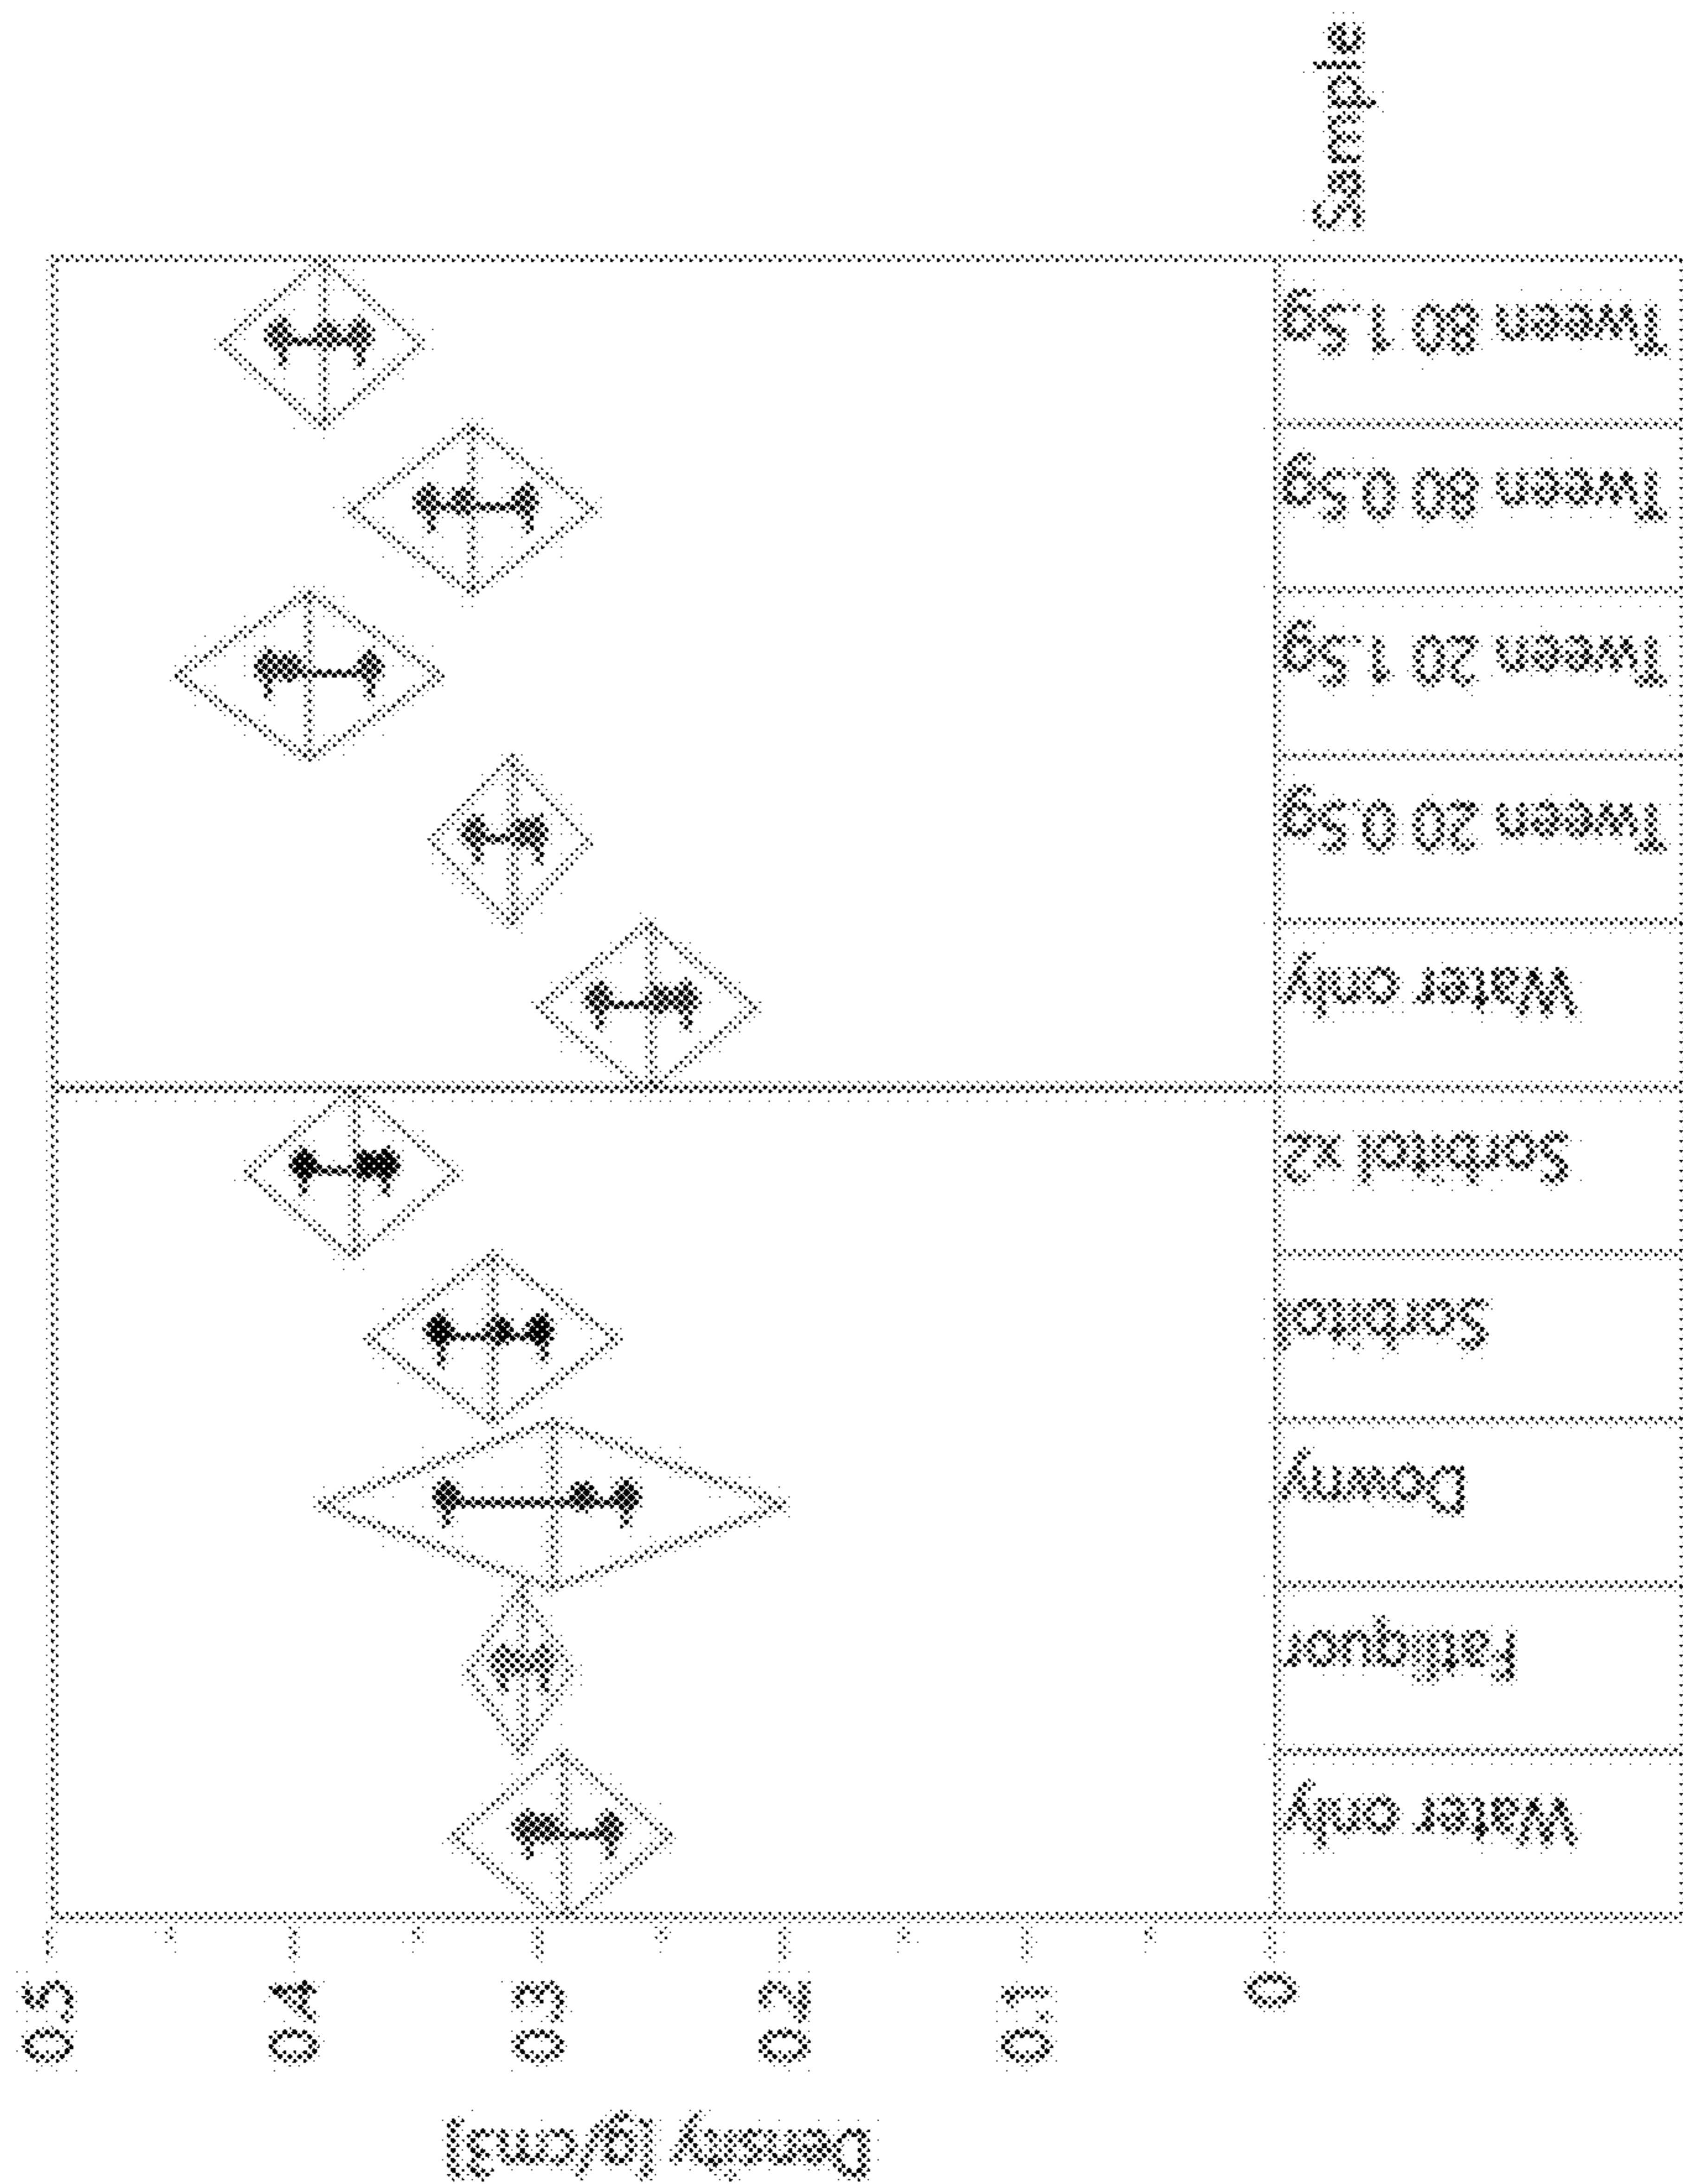 Density [g/cm3]
0.5
0.4
0.3
0.2
0.1
0
Water only
Fatliquor
Downy
Sorbitol
Sorbitol x2
Water only
Tween 20 0.5g
Tween 20 1.5g
Tween 80 0.5g
Tween 80 1.5g
Sample